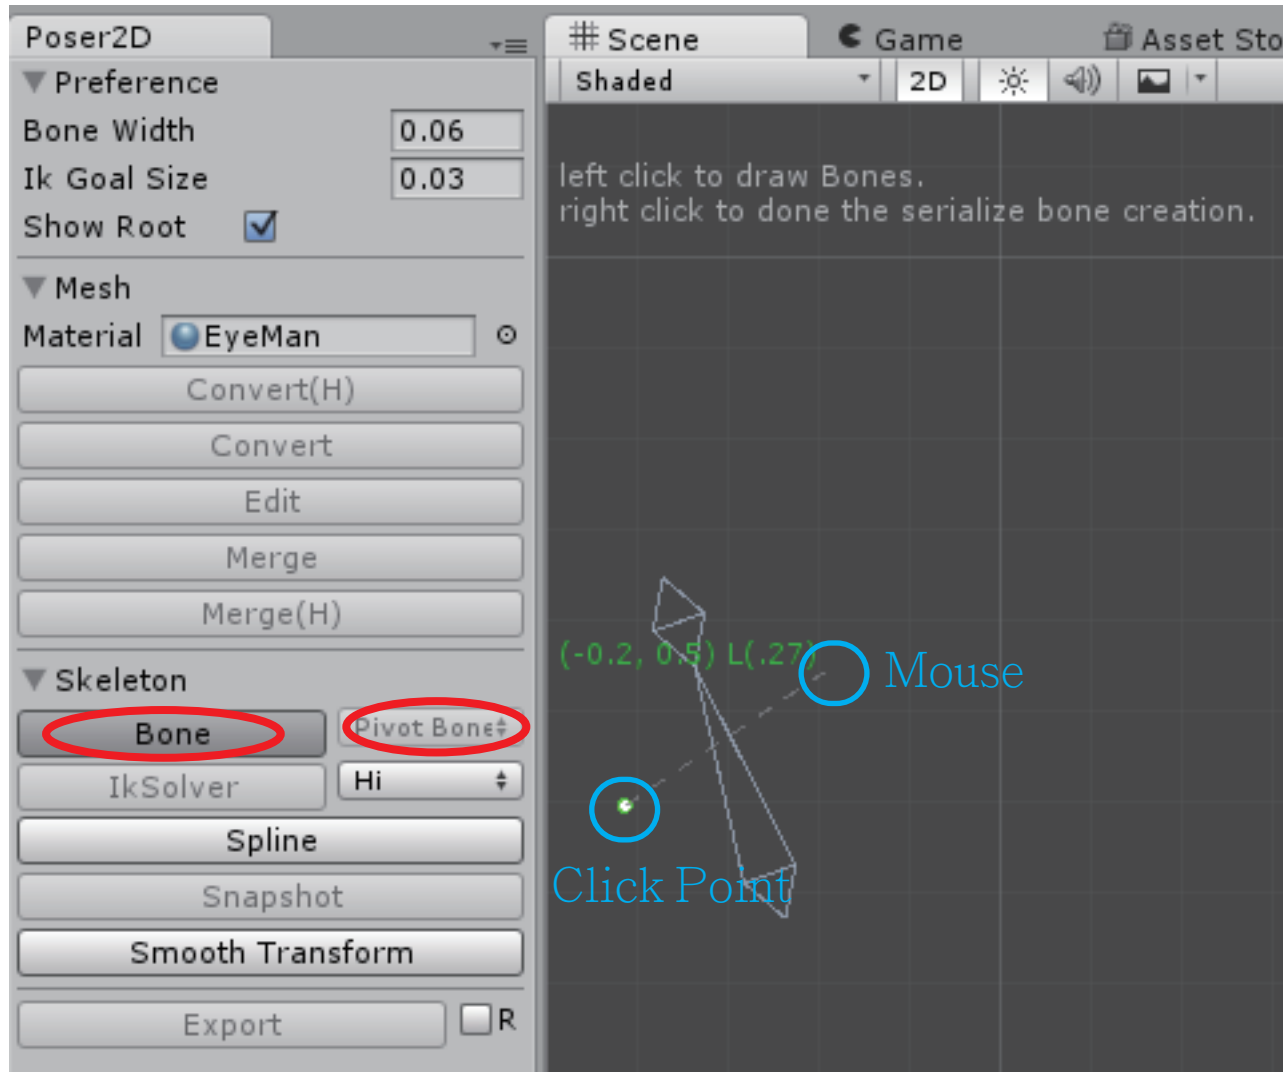 Poser2D
Preference
Bone Width 0.06
Ik Goal Size 0.03
Show Root
Mesh
Material EyeMan
Convert(H)
Convert
Edit
Merge
Merge(H)
Skeleton
Bone Pivot Bone
IkSolver Hi
Spline
Snapshot
Smooth Transform
Export R
Scene Game Asset Sto
Shaded 2D
left click to draw Bones.
right click to done the serialize bone creation.
(-0.2, 0.5) L(.27)
Mouse
Click Point